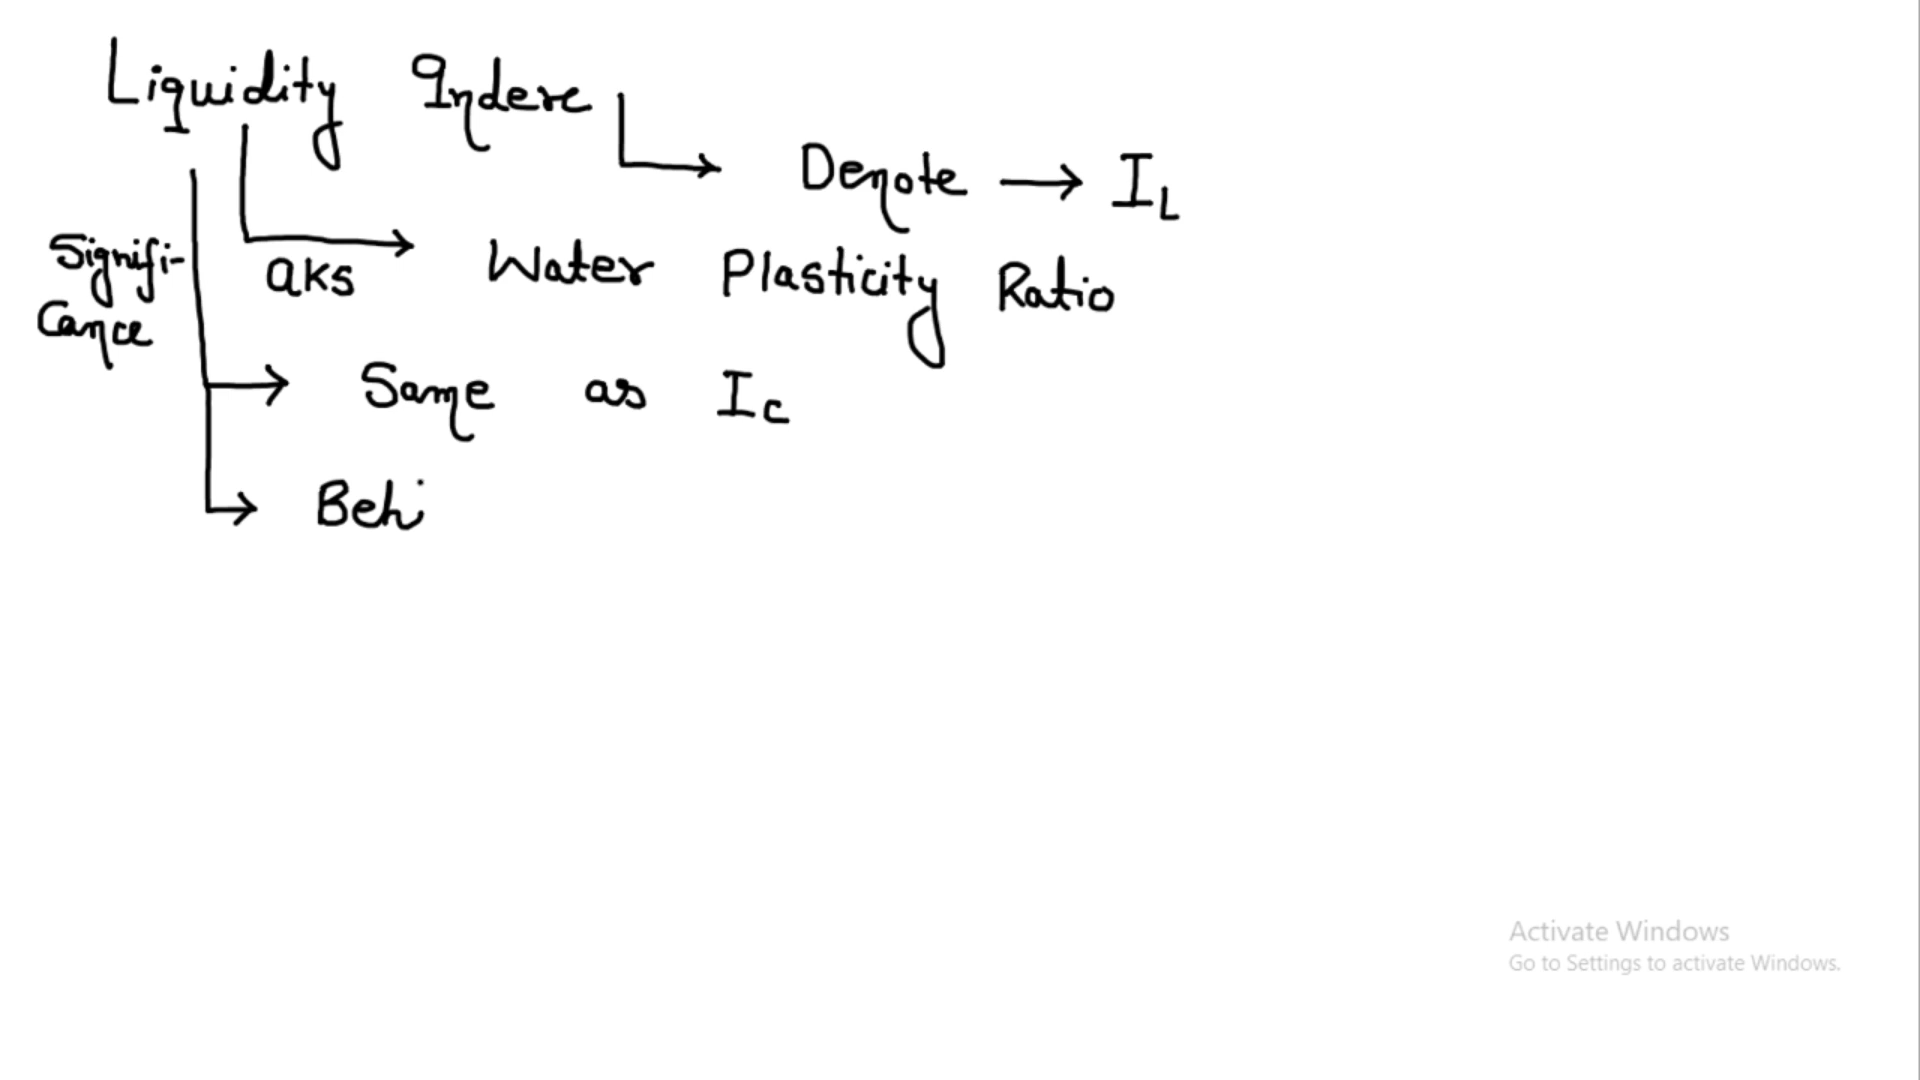 Liquidity Index
Denote → IL
aks Water Plasticity Ratio
Signifi-
cance
Same as Ic
Behi
Activate Windows
Go to Settings to activate Windows.